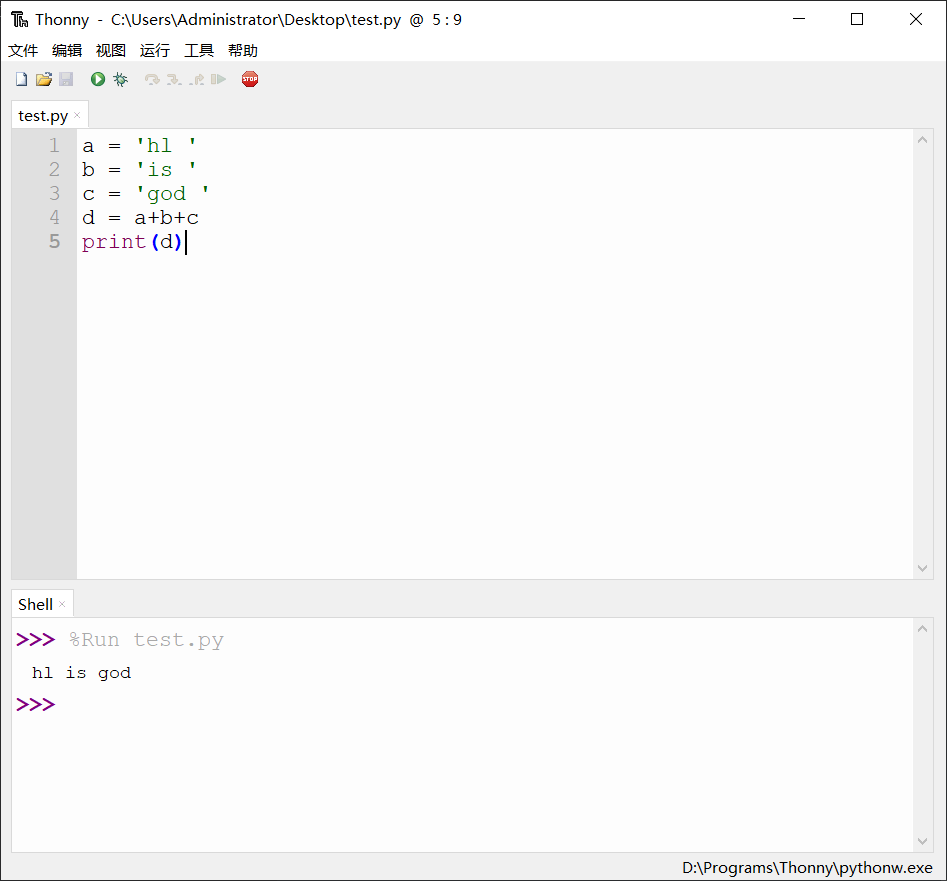 Thonny - C:\Users\Administrator\Desktop\test.py @ 5 : 9
文件 编辑 视图 运行 工具 帮助
STOP
test.py ×
1 a = 'hl '
2 b = 'is '
3 c = 'god '
4 d = a+b+c
5 print(d)
Shell ×
>>> %Run test.py
hl is god
>>>
D:\Programs\Thonny\pythonw.exe